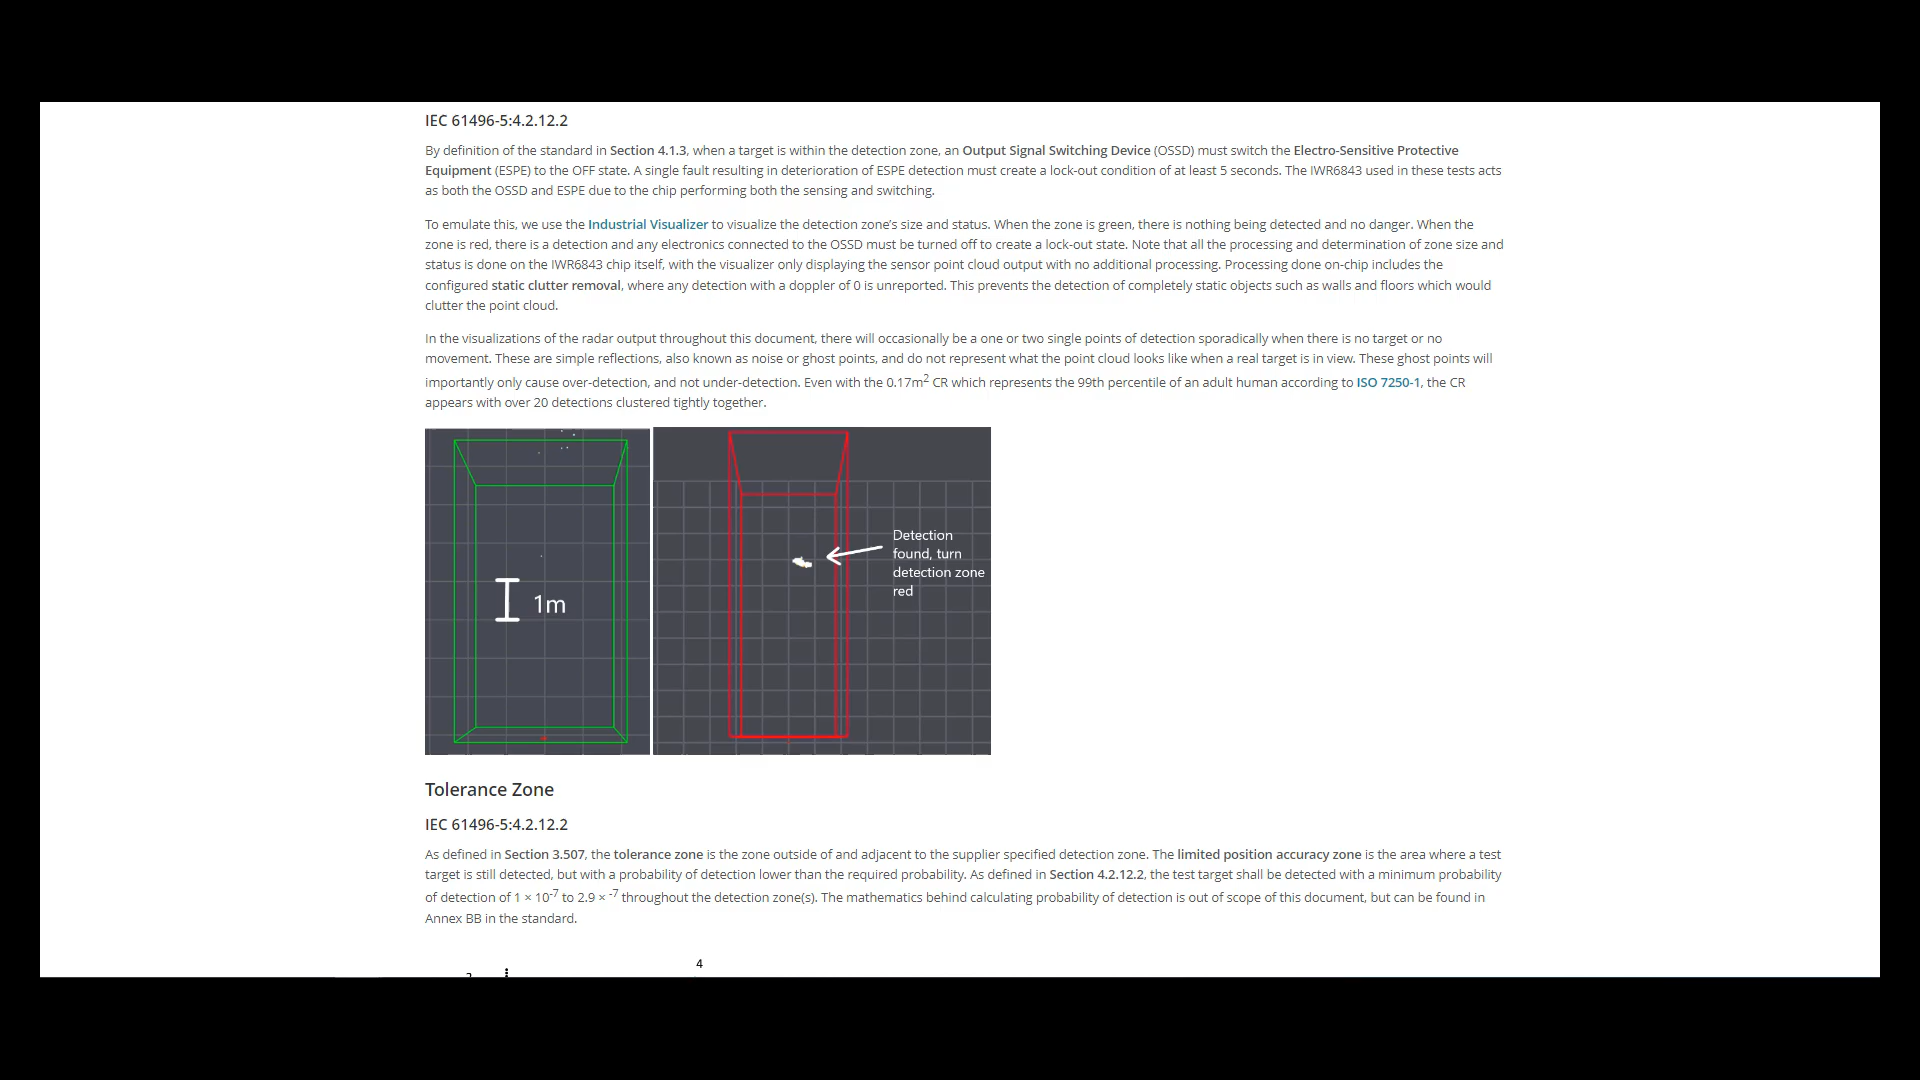 IEC 61496-5:4.2.12.2
By definition of the standard in Section 4.1.3, when a target is within the detection zone, an Output Signal Switching Device (OSSD) must switch the Electro-Sensitive Protective
Equipment (ESPE) to the OFF state. A single fault resulting in deterioration of ESPE detection must create a lock-out condition of at least 5 seconds. The IWR6843 used in these tests acts
as both the OSSD and ESPE due to the chip performing both the sensing and switching.
To emulate this, we use the Industrial Visualizer to visualize the detection zone's size and status. When the zone is green, there is nothing being detected and no danger. When the
zone is red, there is a detection and any electronics connected to the OSSD must be turned off to create a lock-out state. Note that all the processing and determination of zone size and
status is done on the IWR6843 chip itself, with the visualizer only displaying the sensor point cloud output with no additional processing. Processing done on-chip includes the
configured static clutter removal, where any detection with a doppler of 0 is unreported. This prevents the detection of completely static objects such as walls and floors which would
clutter the point cloud.
In the visualizations of the radar output throughout this document, there will occasionally be a one or two single points of detection sporadically when there is no target or no
movement. These are simple reflections, also known as noise or ghost points, and do not represent what the point cloud looks like when a real target is in view. These ghost points will
importantly only cause over-detection, and not under-detection. Even with the 0.17m² CR which represents the 99th percentile of an adult human according to ISO 7250-1, the CR
appears with over 20 detections clustered tightly together.
1m
Detection
found, turn
detection zone
red
Tolerance Zone
IEC 61496-5:4.2.12.2
As defined in Section 3.507, the tolerance zone is the zone outside of and adjacent to the supplier specified detection zone. The limited position accuracy zone is the area where a test
target is still detected, but with a probability of detection lower than the required probability. As defined in Section 4.2.12.2, the test target shall be detected with a minimum probability
of detection of 1 × 10⁻⁷ to 2.9 × ⁻⁷ throughout the detection zone(s). The mathematics behind calculating probability of detection is out of scope of this document, but can be found in
Annex BB in the standard.
4